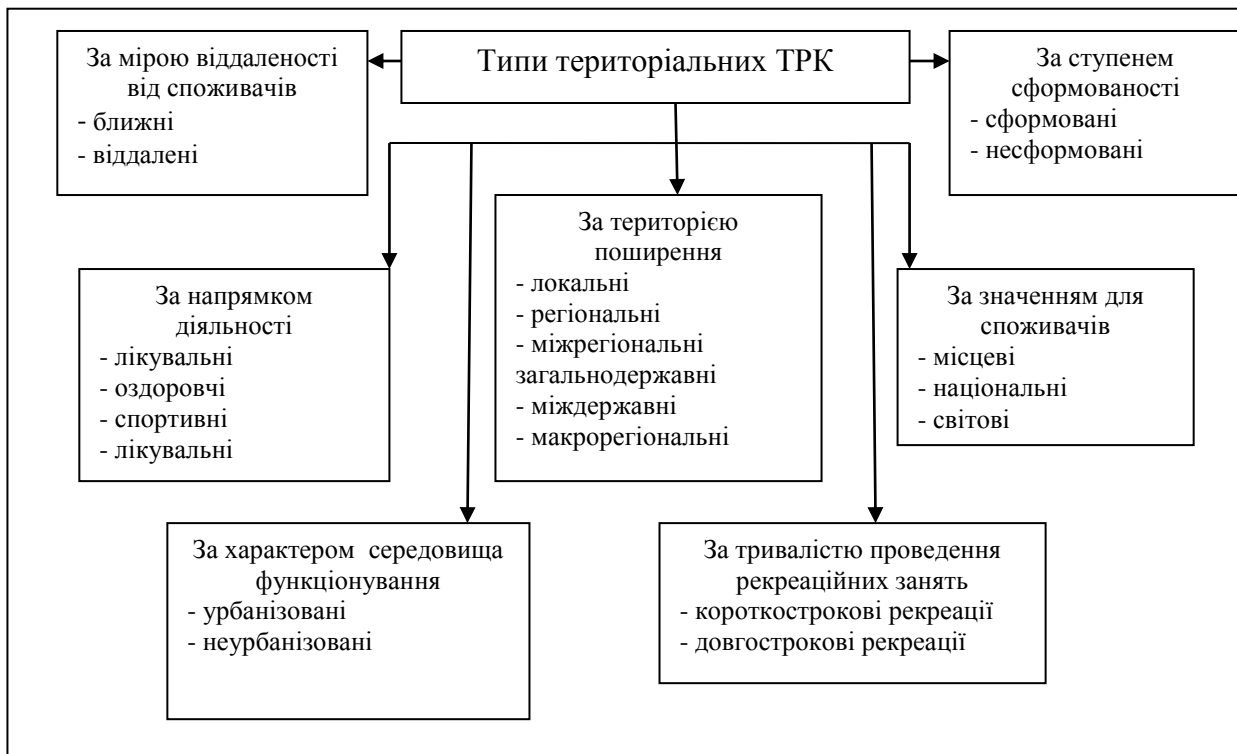 Типи територіальних ТРК
За мірою віддаленості
від споживачів
- ближні
- віддалені
За ступенем
сформованості
- сформовані
- несформовані
За напрямком
діяльності
- лікувальні
- оздоровчі
- спортивні
- лікувальні
За територією
поширення
- локальні
- регіональні
- міжрегіональні
загальнодержавні
- міждержавні
- макрорегіональні
За значенням для
споживачів
- місцеві
- національні
- світові
За характером середовища
функціонування
- урбанізовані
- неурбанізовані
За тривалістю проведення
рекреаційних занять
- короткострокові рекреації
- довгострокові рекреації